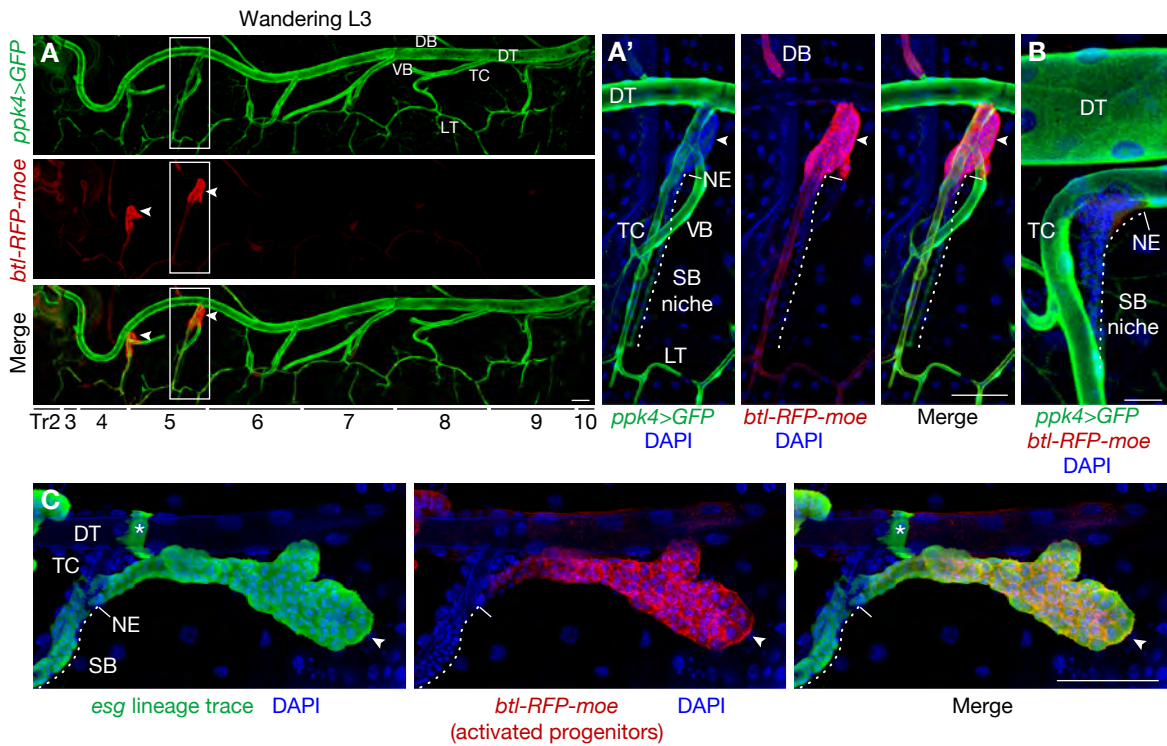 Wandering L3
ppk4>GFP
A
DB
DT
VB
TC
LT
btl-RFP-moe
Merge
Tr2 3 4 5 6 7 8 9 10
A’
DT
NE
TC
VB
SB
niche
LT
ppk4>GFP
DAPI
DB
btl-RFP-moe
DAPI
Merge
B
DT
TC
NE
SB
niche
ppk4>GFP
btl-RFP-moe
DAPI
C
DT
*
TC
NE
SB
esg lineage trace DAPI
btl-RFP-moe DAPI
(activated progenitors)
*
Merge